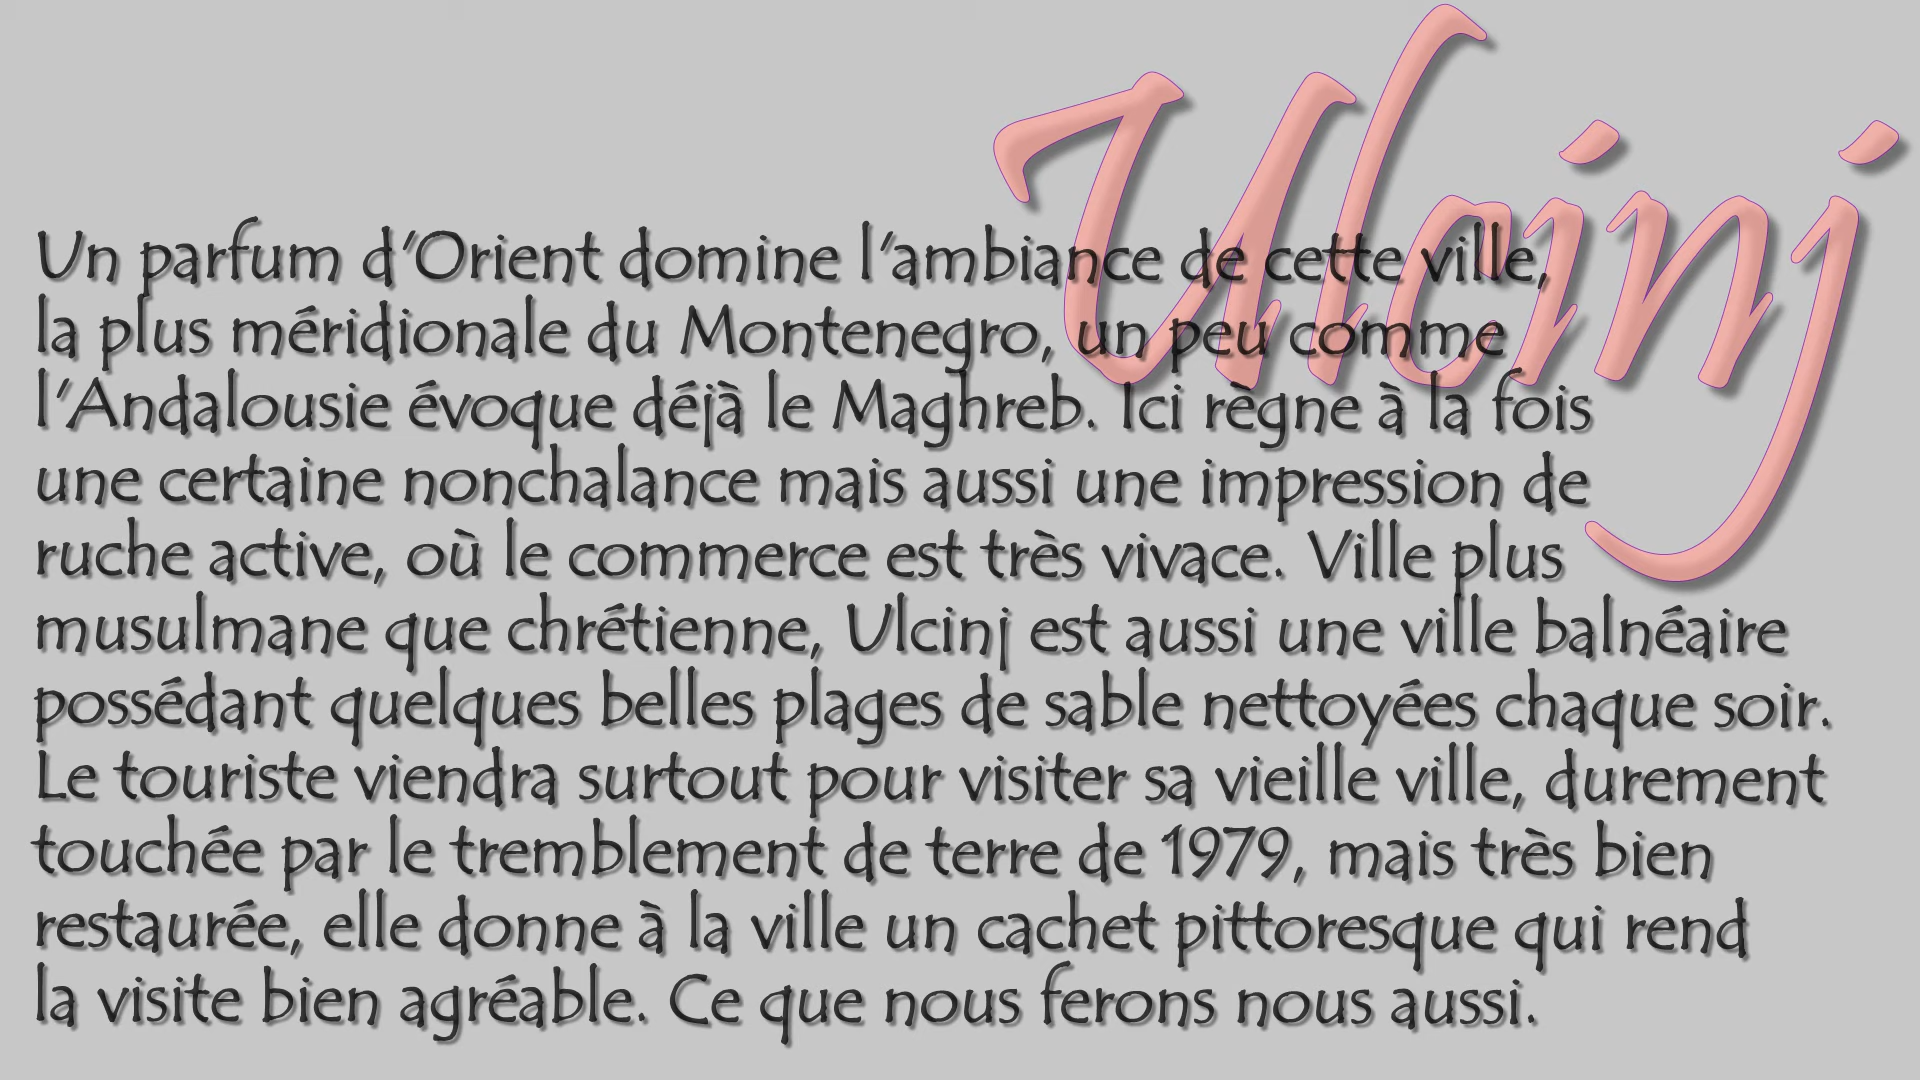 Ulcinj
Un parfum d'Orient domine l'ambiance de cette ville,
la plus méridionale du Montenegro, un peu comme
l'Andalousie évoque déjà le Maghreb. Ici règne à la fois
une certaine nonchalance mais aussi une impression de
ruche active, où le commerce est très vivace. Ville plus
musulmane que chrétienne, Ulcinj est aussi une ville balnéaire
possédant quelques belles plages de sable nettoyées chaque soir.
Le touriste viendra surtout pour visiter sa vieille ville, durement
touchée par le tremblement de terre de 1979, mais très bien
restaurée, elle donne à la ville un cachet pittoresque qui rend
la visite bien agréable. Ce que nous ferons nous aussi.